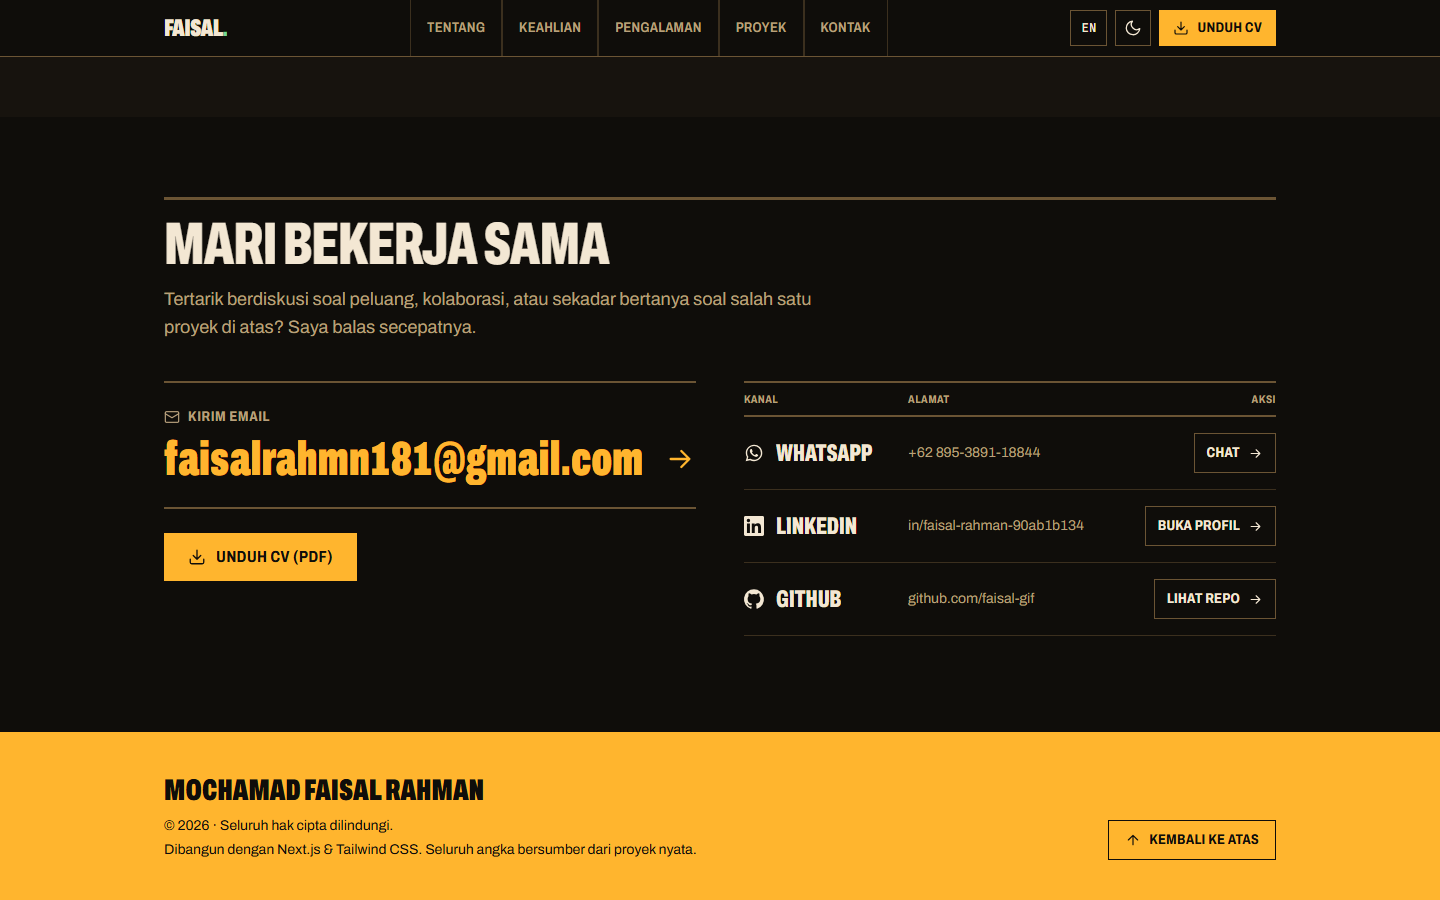 FAISAL.
TENTANG
KEAHLIAN
PENGALAMAN
PROYEK
KONTAK
EN
UNDUH CV
MARI BEKERJA SAMA
Tertarik berdiskusi soal peluang, kolaborasi, atau sekadar bertanya soal salah satu
proyek di atas? Saya balas secepatnya.
KIRIM EMAIL
faisalrahmn181@gmail.com
UNDUH CV (PDF)
KANAL ALAMAT AKSI
WHATSAPP +62 895-3891-18844 CHAT →
LINKEDIN in/faisal-rahman-90ab1b134 BUKA PROFIL →
GITHUB github.com/faisal-gif LIHAT REPO →
MOCHAMAD FAISAL RAHMAN
© 2026 · Seluruh hak cipta dilindungi.
Dibangun dengan Next.js & Tailwind CSS. Seluruh angka bersumber dari proyek nyata.
KEMBALI KE ATAS